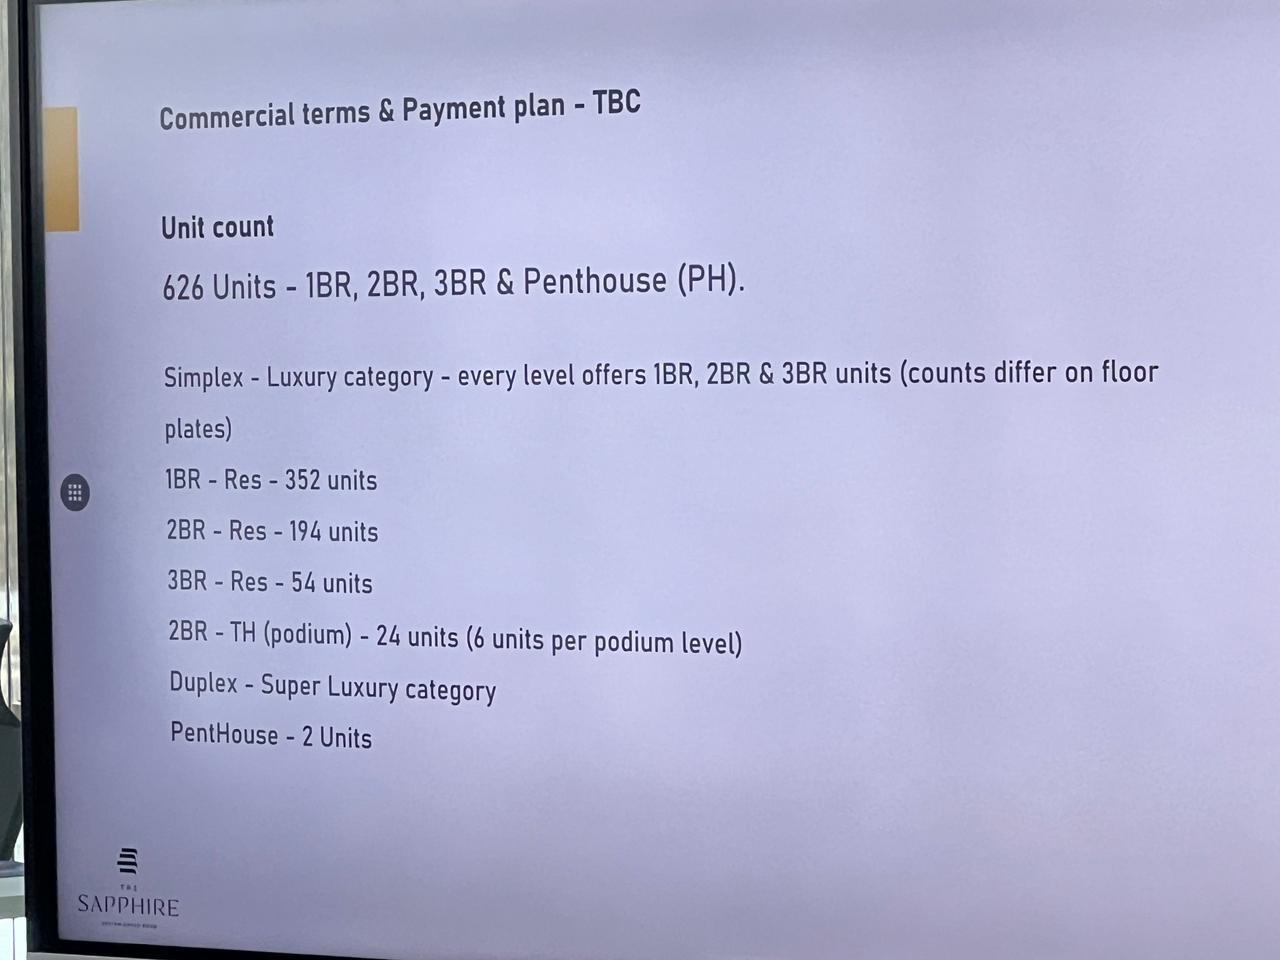 Commercial terms & Payment plan - TBC
Unit count
626 Units - 1BR, 2BR, 3BR & Penthouse (PH).
Simplex - Luxury category - every level offers 1BR, 2BR & 3BR units (counts differ on floor
plates)
1BR - Res - 352 units
2BR - Res - 194 units
3BR - Res - 54 units
2BR - TH (podium) - 24 units (6 units per podium level)
Duplex - Super Luxury category
PentHouse - 2 Units
THE
SAPPHIRE